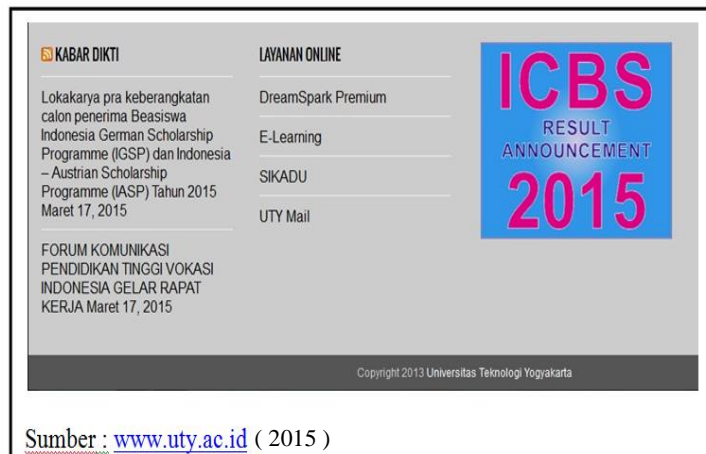 KABAR DIKTI
Lokakarya pra keberangkatan
calon penerima Beasiswa
Indonesia German Scholarship
Programme (IGSP) dan Indonesia
– Austrian Scholarship
Programme (IASP) Tahun 2015
Maret 17, 2015
FORUM KOMUNIKASI
PENDIDIKAN TINGGI VOKASI
INDONESIA GELAR RAPAT
KERJA Maret 17, 2015
LAYANAN ONLINE
DreamSpark Premium
E-Learning
SIKADU
UTY Mail
ICBS
RESULT
ANNOUNCEMENT
2015
Copyright 2013 Universitas Teknologi Yogyakarta
Sumber : www.uty.ac.id ( 2015 )